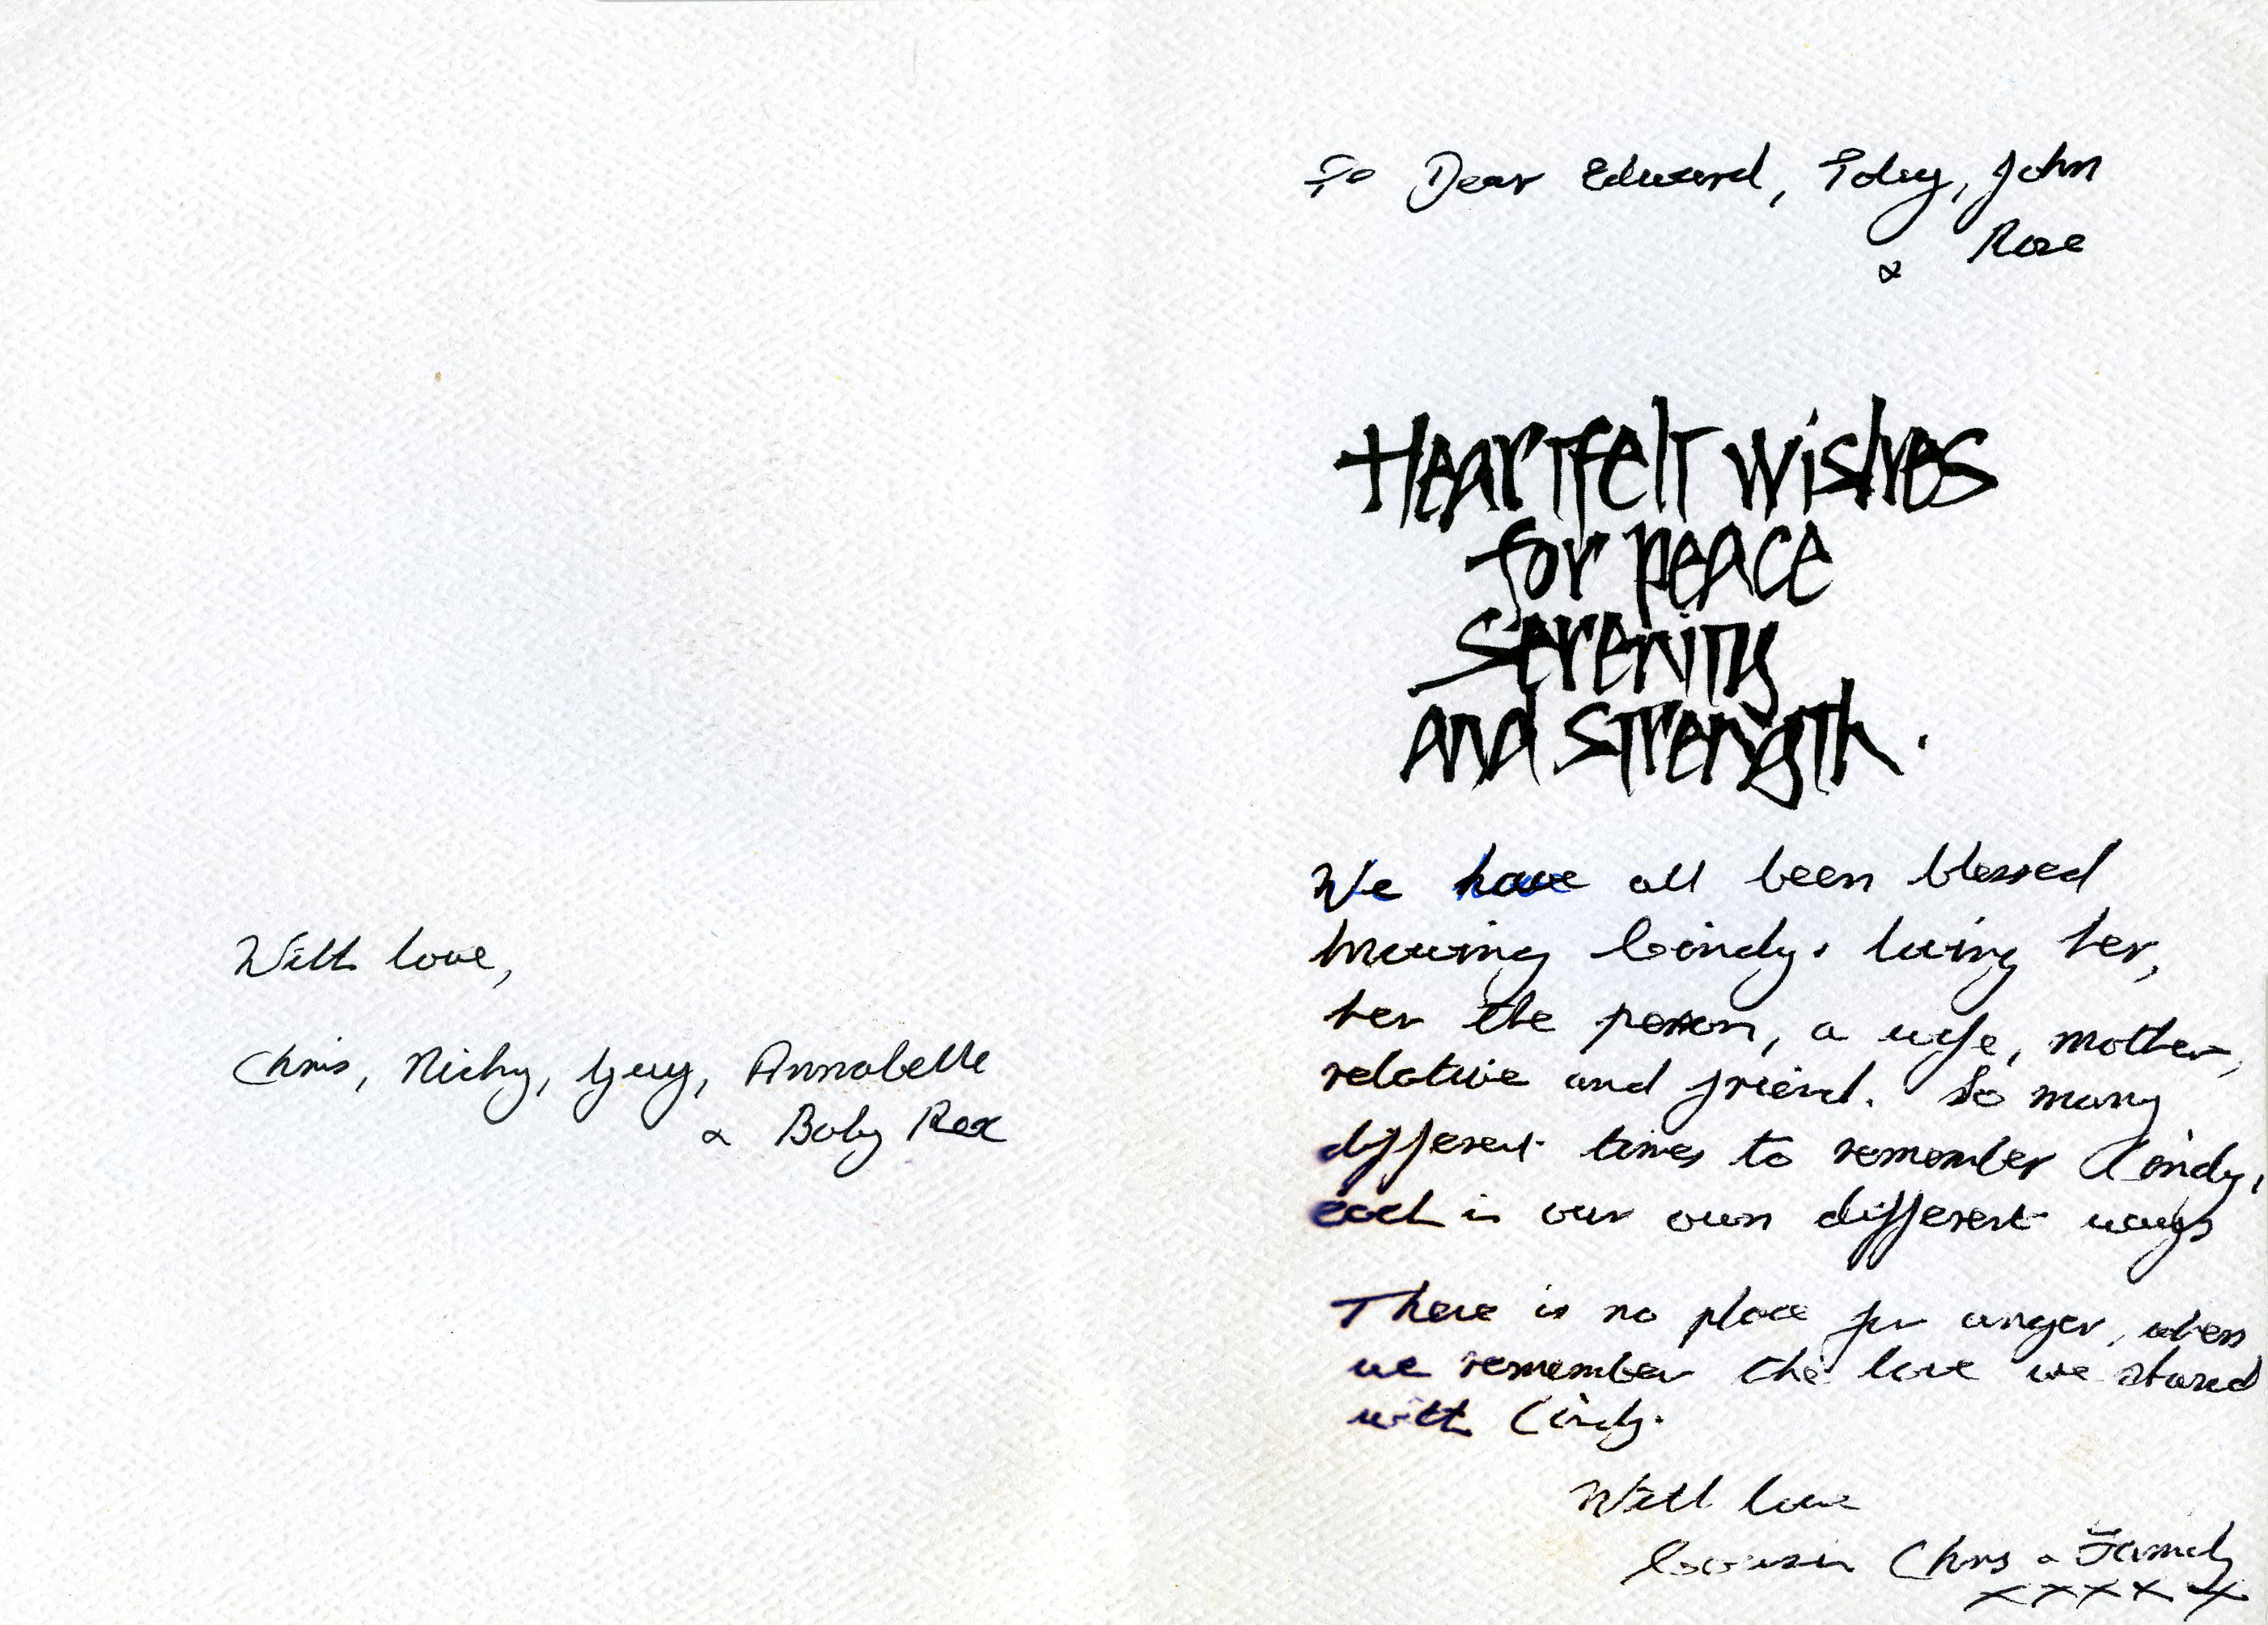 With love,
Chris, Nicky, Guy, Annabelle
& Baby Rex
To Dear Edward, Toby, John
& Rose
Heartfelt wishes
for peace
serenity
and strength.
We have all been blessed
knowing Cindy. loving her,
her the person, a wife, mother,
relative and friend. So many
different times to remember Cindy,
each in our own different ways
There is no place for anger, when
we remember the love we shared
with Cindy.
With love
Cousin Chris & Family
xxxxx